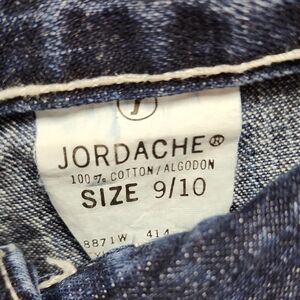 J
JORDACHE®
100% COTTON/ALGODON
SIZE 9/10
8871W 414